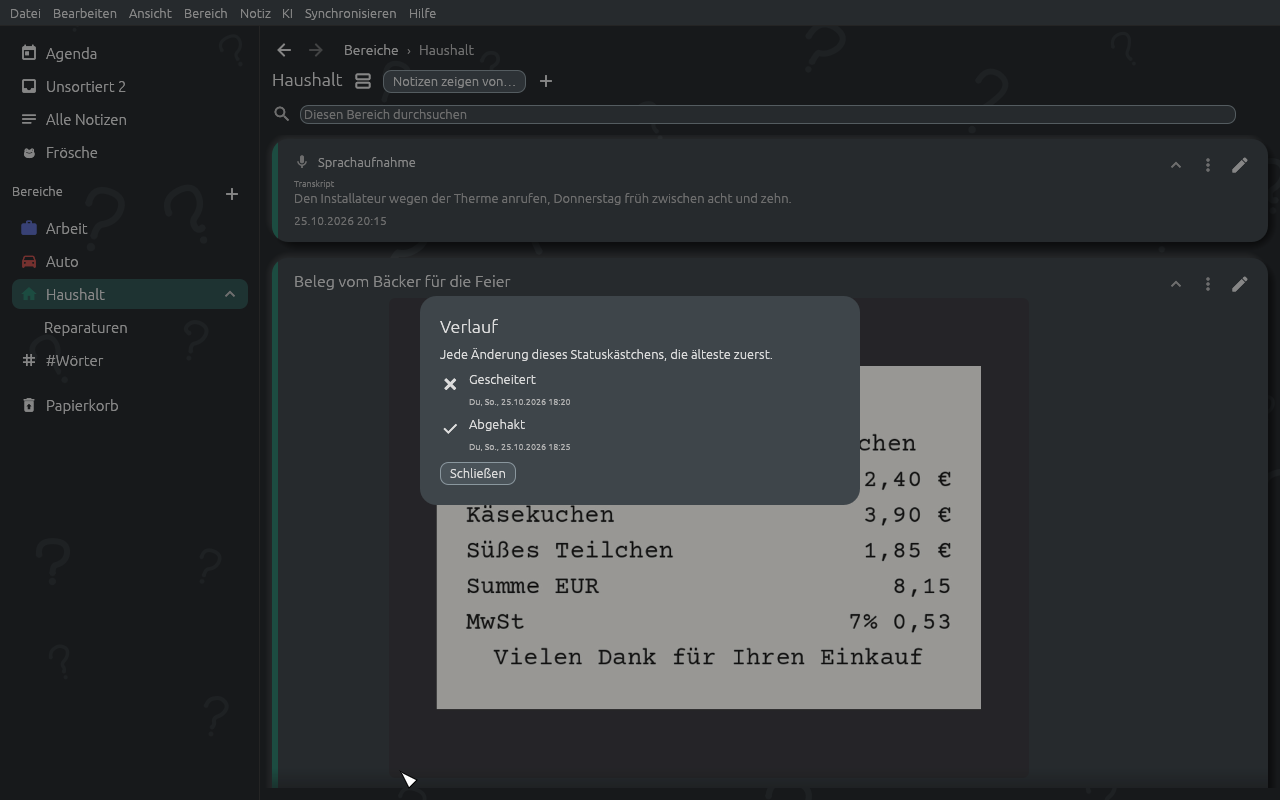 Datei Bearbeiten Ansicht Bereich Notiz KI Synchronisieren Hilfe
Agenda
Unsortiert 2
Alle Notizen
Frösche
Bereiche
Arbeit
Auto
Haushalt
Reparaturen
#Wörter
Papierkorb
Bereiche › Haushalt
Haushalt Notizen zeigen von…
Diesen Bereich durchsuchen
Sprachaufnahme
Transkript
Den Installateur wegen der Therme anrufen, Donnerstag früh zwischen acht und zehn.
25.10.2026 20:15
Beleg vom Bäcker für die Feier
Verlauf
Jede Änderung dieses Statuskästchens, die älteste zuerst.
Gescheitert
Du, So., 25.10.2026 18:20
Abgehakt
Du, So., 25.10.2026 18:25
Schließen
chen
2,40 €
Käsekuchen 3,90 €
Süßes Teilchen 1,85 €
Summe EUR 8,15
MwSt 7% 0,53
Vielen Dank für Ihren Einkauf